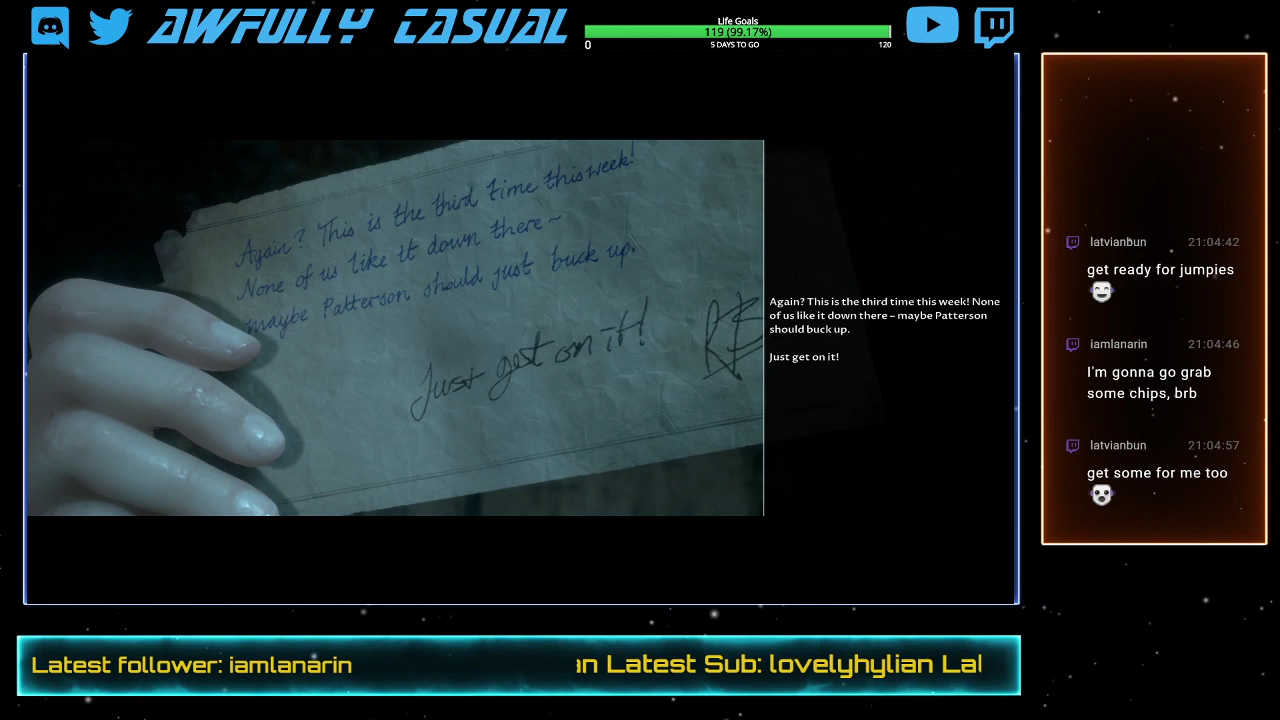 AWFULLY CASUAL
Life Goals
119 (99.17%)
0
5 DAYS TO GO
120
Again? This is the third time this week!
None of us like it down there ~
maybe Patterson should just buck up.
Just get on it!
Again? This is the third time this week! None
of us like it down there – maybe Patterson
should buck up.
Just get on it!
latvianbun 21:04:42
get ready for jumpies
iamlanarin 21:04:46
I'm gonna go grab
some chips, brb
latvianbun 21:04:57
get some for me too
Latest follower: iamlanarin
Latest Sub: lovelyhylian